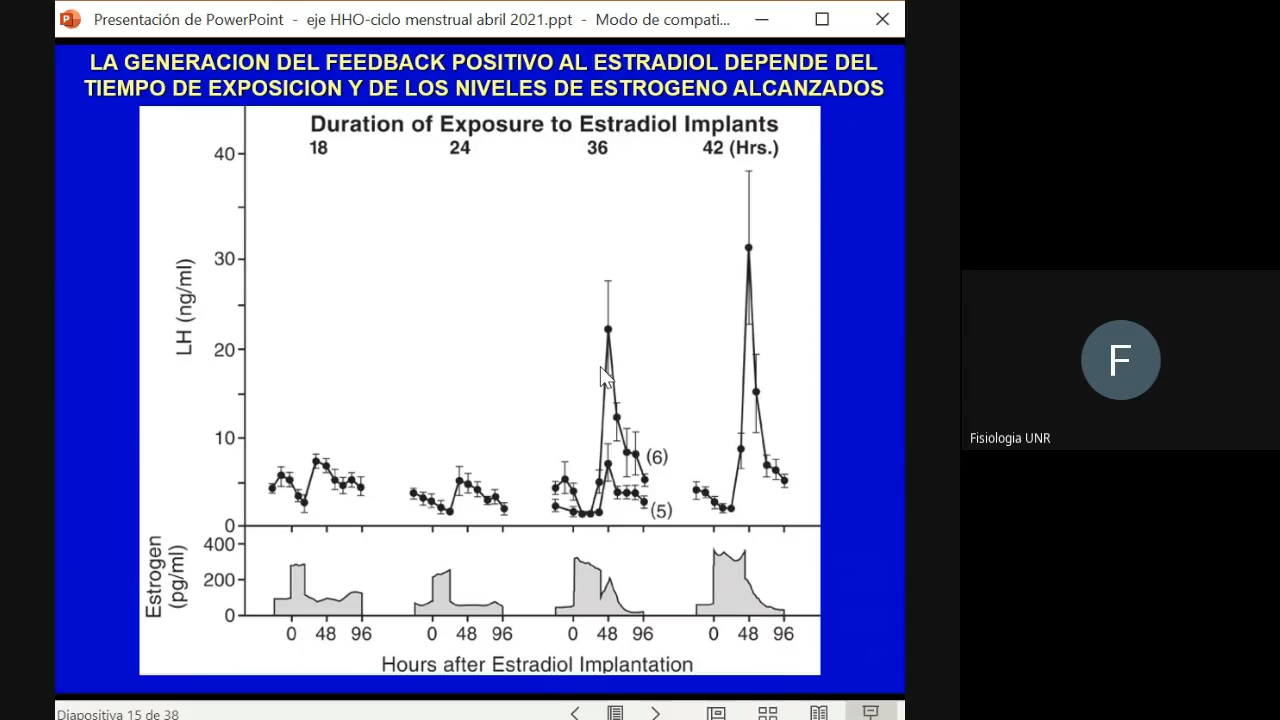 Presentación de PowerPoint - eje HHO-ciclo menstrual abril 2021.ppt - Modo de compati...
LA GENERACION DEL FEEDBACK POSITIVO AL ESTRADIOL DEPENDE DEL
TIEMPO DE EXPOSICION Y DE LOS NIVELES DE ESTROGENO ALCANZADOS
Duration of Exposure to Estradiol Implants
18 24 36 42 (Hrs.)
LH (ng/ml)
40
30
20
10
0
(6)
(5)
Estrogen
(pg/ml)
400
200
0
0 48 96 0 48 96 0 48 96 0 48 96
Hours after Estradiol Implantation
Diapositiva 15 de 38
F
Fisiologia UNR